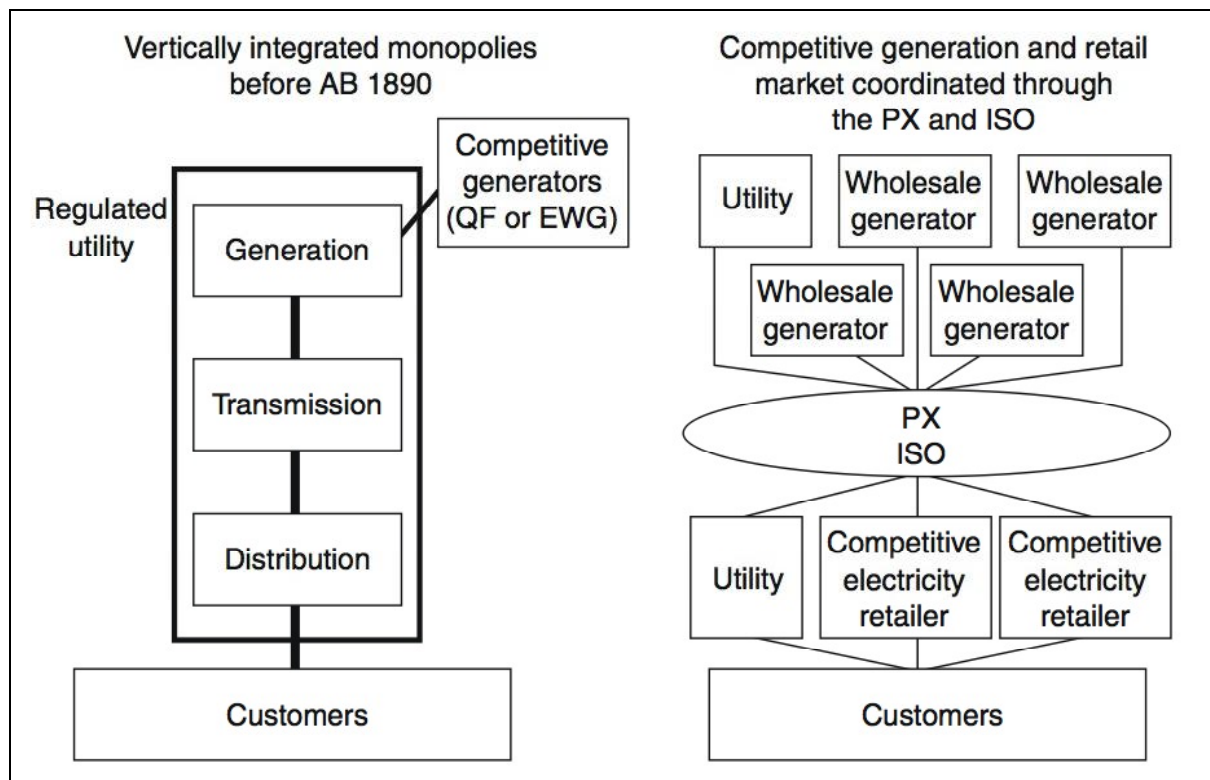 Vertically integrated monopolies
before AB 1890
Competitive
generators
(QF or EWG)
Regulated
utility
Generation
Transmission
Distribution
Customers
Competitive generation and retail
market coordinated through
the PX and ISO
Utility
Wholesale
generator
Wholesale
generator
Wholesale
generator
Wholesale
generator
PX
ISO
Utility
Competitive
electricity
retailer
Competitive
electricity
retailer
Customers